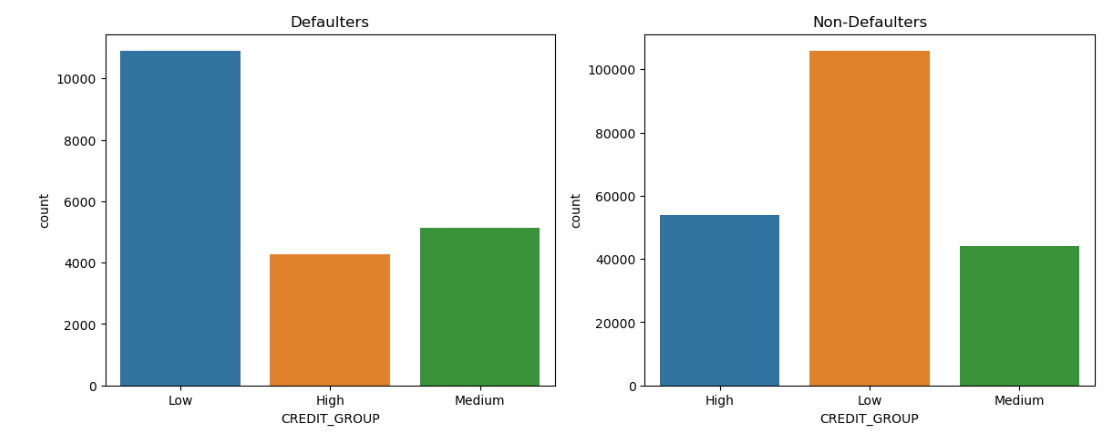 Defaulters
count
10000
8000
6000
4000
2000
0
Low High Medium
CREDIT_GROUP
Non-Defaulters
count
100000
80000
60000
40000
20000
0
High Low Medium
CREDIT_GROUP